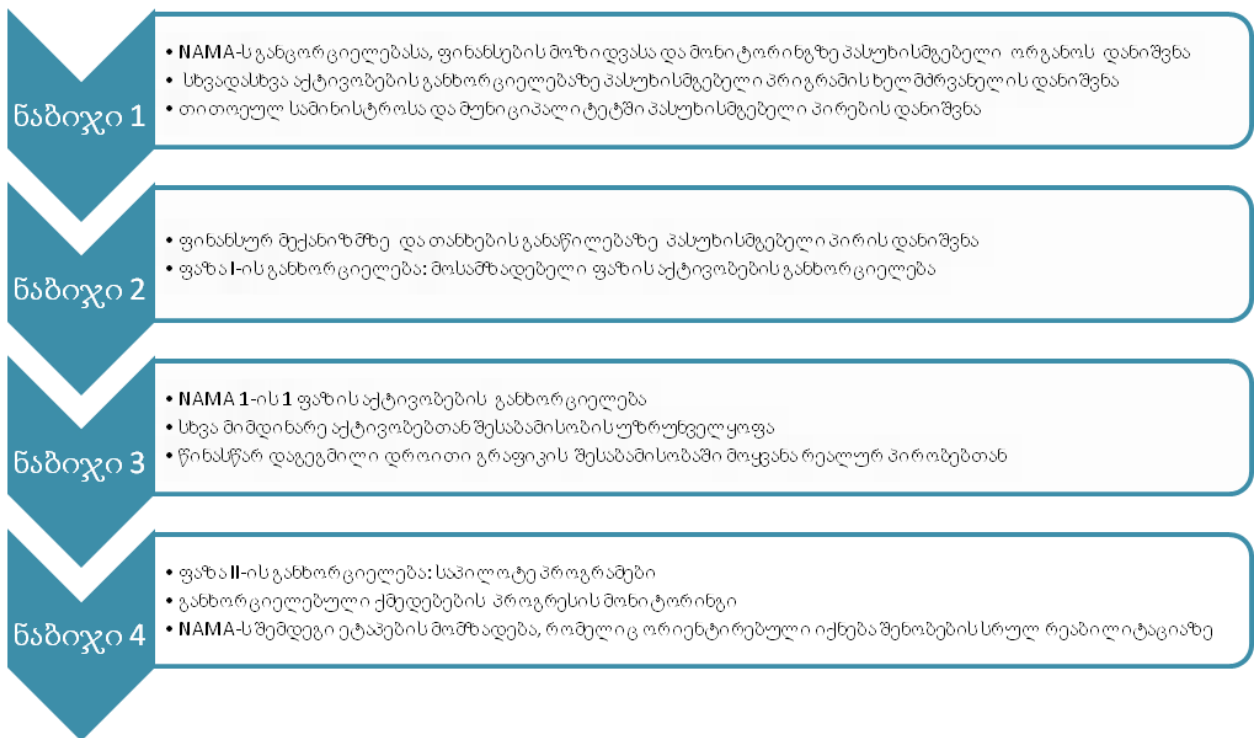 ნაბიჯი 1
• NAMA-ს განცორციელებასა, ფინანსების მოზიდვასა და მონიტორინგზე პასუხისმგებელი ორგანოს დანიშვნა
• სხვადასხვა აქტივობების განხორციელებაზე პასუხისმგებელი პრიგრამის ხელმძრვანელის დანიშვნა
• თითოეულ სამინისტროსა და მუნიციპალიტეტში პასუხისმგებელი პირების დანიშვნა
ნაბიჯი 2
• ფინანსურ მექანიზმზე და თანხების განაწილებაზე პასუხისმგებელი პირის დანიშვნა
• ფაზა I-ის განხორციელება: მოსამზადებელი ფაზის აქტივობების განხორციელება
ნაბიჯი 3
• NAMA 1-ის 1 ფაზის აქტივობების განხორციელება
• სხვა მიმდინარე აქტივობებთან შესაბამისობის უზრუნველყოფა
• წინასწარ დაგეგმილი დროითი გრაფიკის შესაბამისობაში მოყვანა რეალურ პირობებთან
ნაბიჯი 4
• ფაზა II-ის განხორციელება: საპილოტე პროგრამები
• განხორციელებული ქმედებების პროგრესის მონიტორინგი
• NAMA-ს შემდეგი ეტაპების მომზადება, რომელიც ორიენტირებული იქნება შენობების სრულ რეაბილიტაციაზე